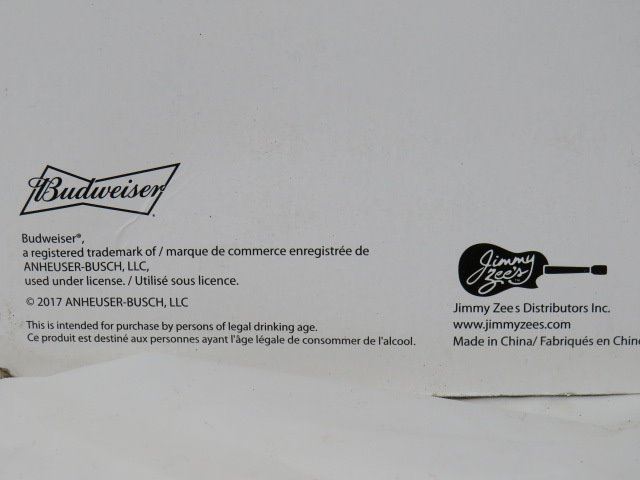 Budweiser
Budweiser®,
a registered trademark of / marque de commerce enregistrée de
ANHEUSER-BUSCH, LLC,
used under license. / Utilisé sous licence.
© 2017 ANHEUSER-BUSCH, LLC
This is intended for purchase by persons of legal drinking age.
Ce produit est destiné aux personnes ayant l'âge légale de consommer de l'alcool.
Jimmy
Zee's
Jimmy Zee s Distributors Inc.
www.jimmyzees.com
Made in China/ Fabriqués en Chin